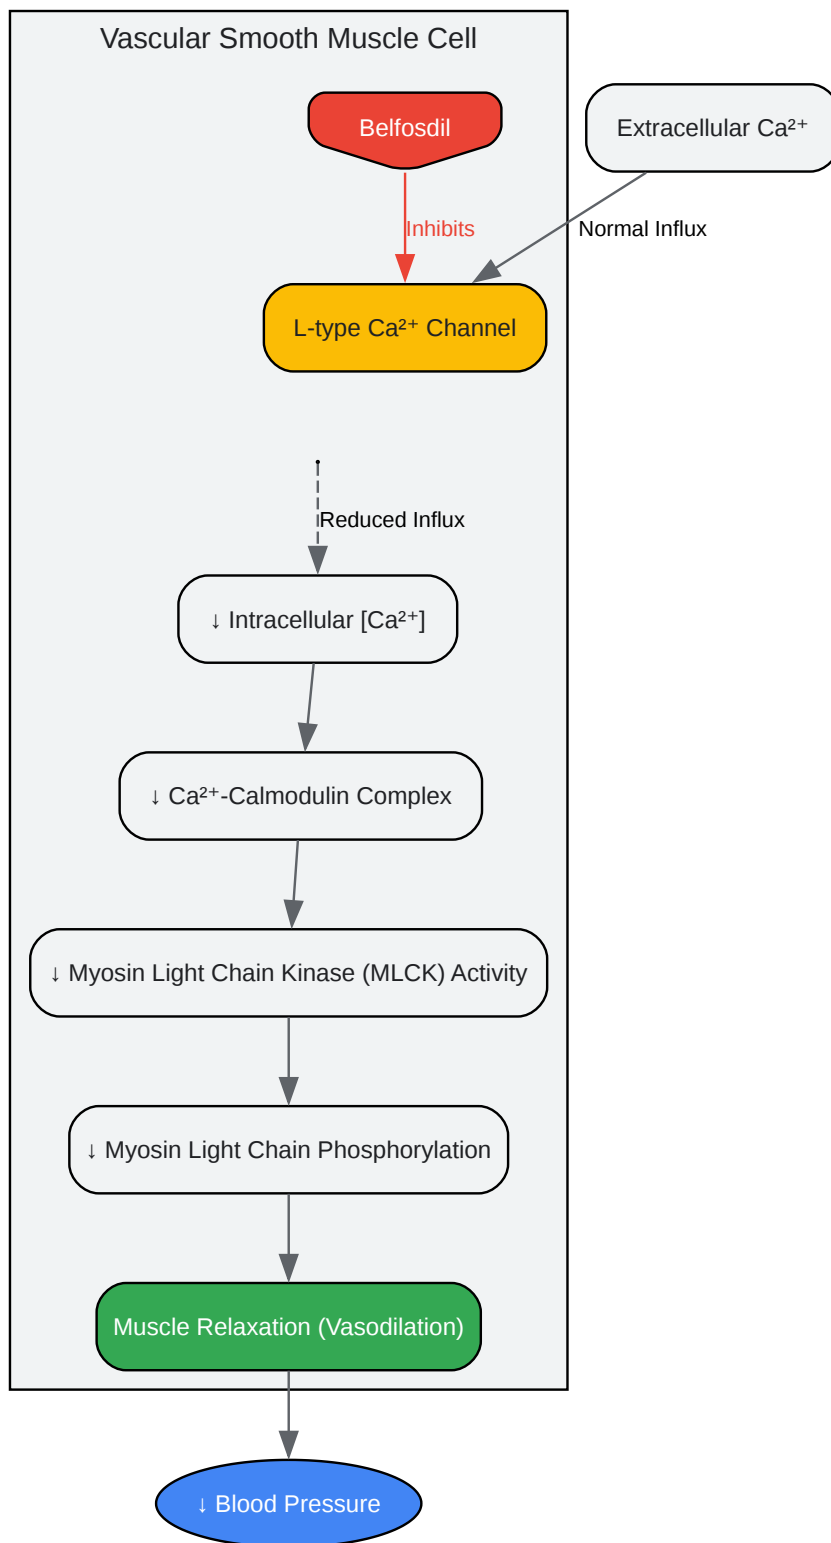 Vascular Smooth Muscle Cell
Belfosdil
Extracellular Ca²⁺
Inhibits
Normal Influx
L-type Ca²⁺ Channel
Reduced Influx
↓ Intracellular [Ca²⁺]
↓ Ca²⁺-Calmodulin Complex
↓ Myosin Light Chain Kinase (MLCK) Activity
↓ Myosin Light Chain Phosphorylation
Muscle Relaxation (Vasodilation)
↓ Blood Pressure